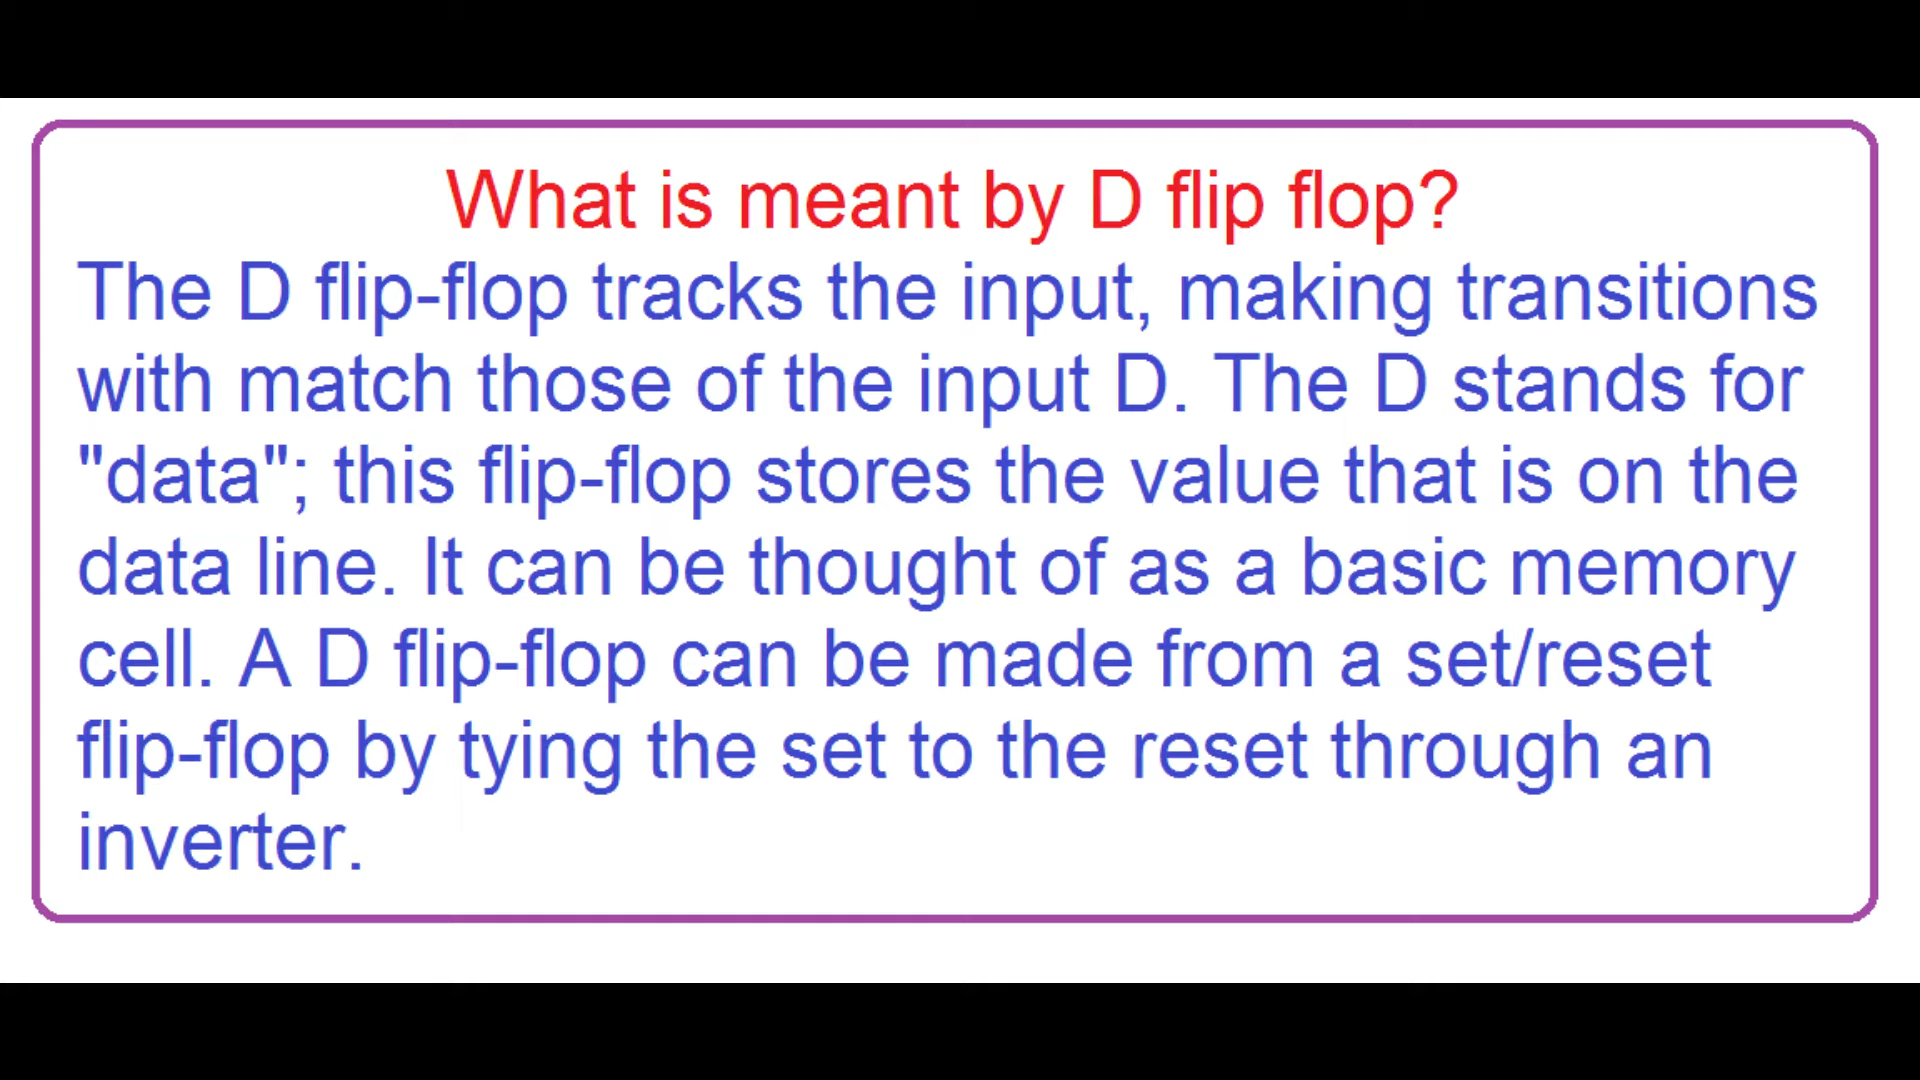 What is meant by D flip flop?
The D flip-flop tracks the input, making transitions
with match those of the input D. The D stands for
"data"; this flip-flop stores the value that is on the
data line. It can be thought of as a basic memory
cell. A D flip-flop can be made from a set/reset
flip-flop by tying the set to the reset through an
inverter.